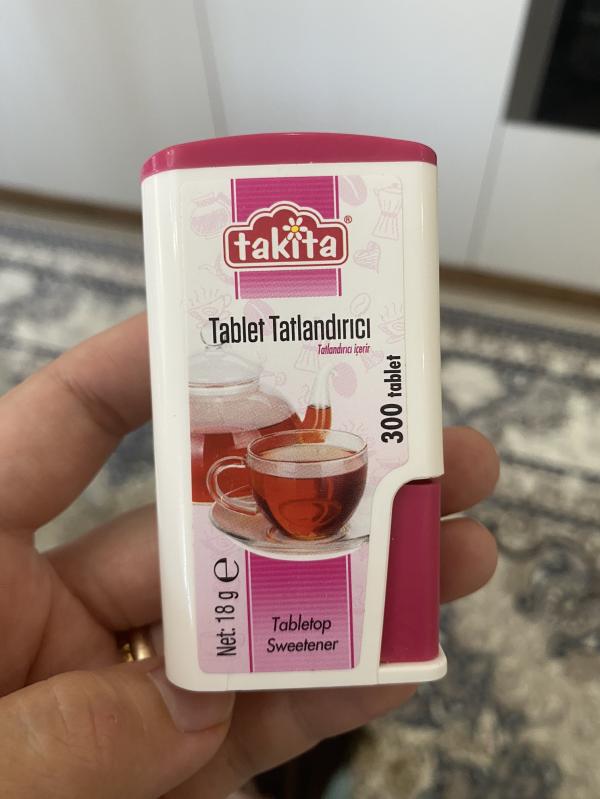 takita®
Tablet Tatlandırıcı
Tatlandırıcı içerir
300 tablet
Net: 18 g ℮
Tabletop
Sweetener